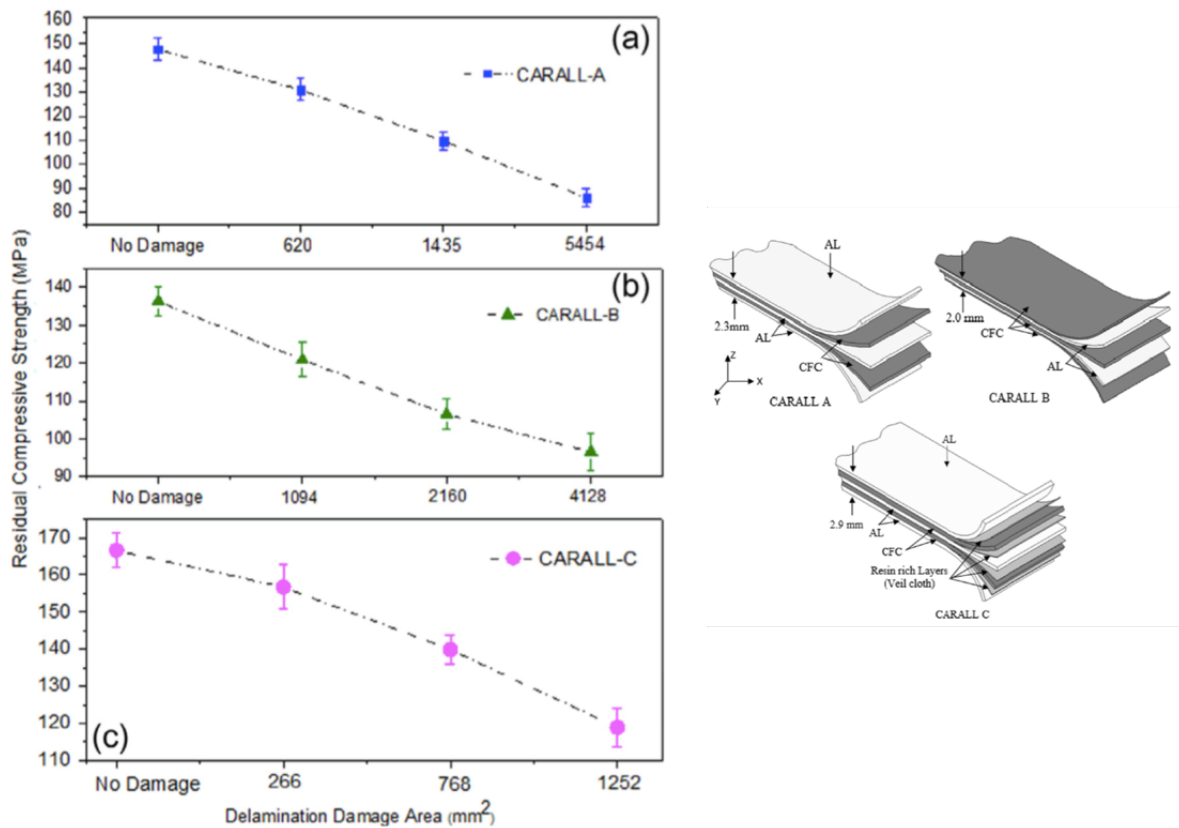 Residual Compressive Strength (MPa)
160
150
140
130
120
110
100
90
80
(a)
CARALL-A
No Damage
620
1435
5454
140
130
120
110
100
90
(b)
CARALL-B
No Damage
1094
2160
4128
170
160
150
140
130
120
110
(c)
CARALL-C
No Damage
266
768
1252
Delamination Damage Area (mm²)
AL
2.3mm
AL
CFC
Z
X
Y
CARALL A
2.0 mm
CFC
AL
CARALL B
AL
2.9 mm
AL
CFC
Resin rich Layers
(Veil cloth)
CARALL C